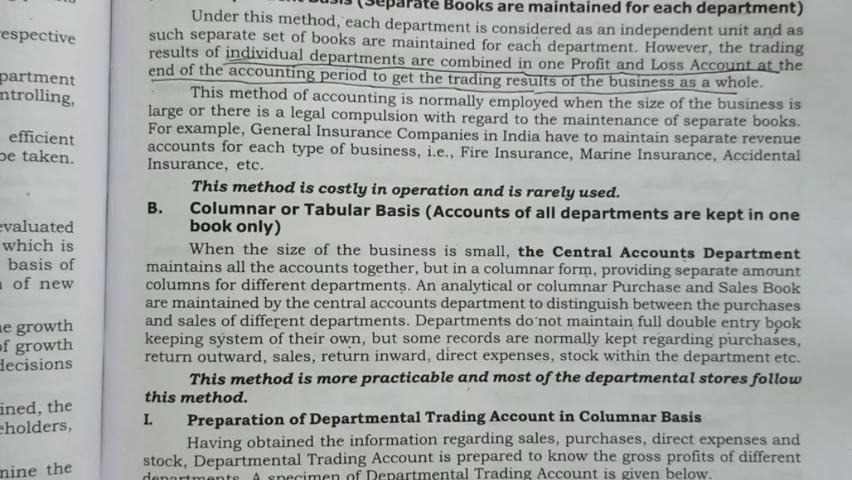 espective
partment
ntrolling,
efficient
be taken.
evaluated
which is
basis of
of new
e growth
of growth
decisions
ined, the
eholders,
mine the
(Separate Books are maintained for each department)
Under this method, each department is considered as an independent unit and as
such separate set of books are maintained for each department. However, the trading
results of individual departments are combined in one Profit and Loss Account at the
end of the accounting period to get the trading results of the business as a whole.
This method of accounting is normally employed when the size of the business is
large or there is a legal compulsion with regard to the maintenance of separate books.
For example, General Insurance Companies in India have to maintain separate revenue
accounts for each type of business, i.e., Fire Insurance, Marine Insurance, Accidental
Insurance, etc.
This method is costly in operation and is rarely used.
B. Columnar or Tabular Basis (Accounts of all departments are kept in one
book only)
When the size of the business is small, the Central Accounts Department
maintains all the accounts together, but in a columnar form, providing separate amount
columns for different departments. An analytical or columnar Purchase and Sales Book
are maintained by the central accounts department to distinguish between the purchases
and sales of different departments. Departments do not maintain full double entry book
keeping system of their own, but some records are normally kept regarding purchases,
return outward, sales, return inward, direct expenses, stock within the department etc.
This method is more practicable and most of the departmental stores follow
this method.
I. Preparation of Departmental Trading Account in Columnar Basis
Having obtained the information regarding sales, purchases, direct expenses and
stock, Departmental Trading Account is prepared to know the gross profits of different
departments. A specimen of Departmental Trading Account is given below.